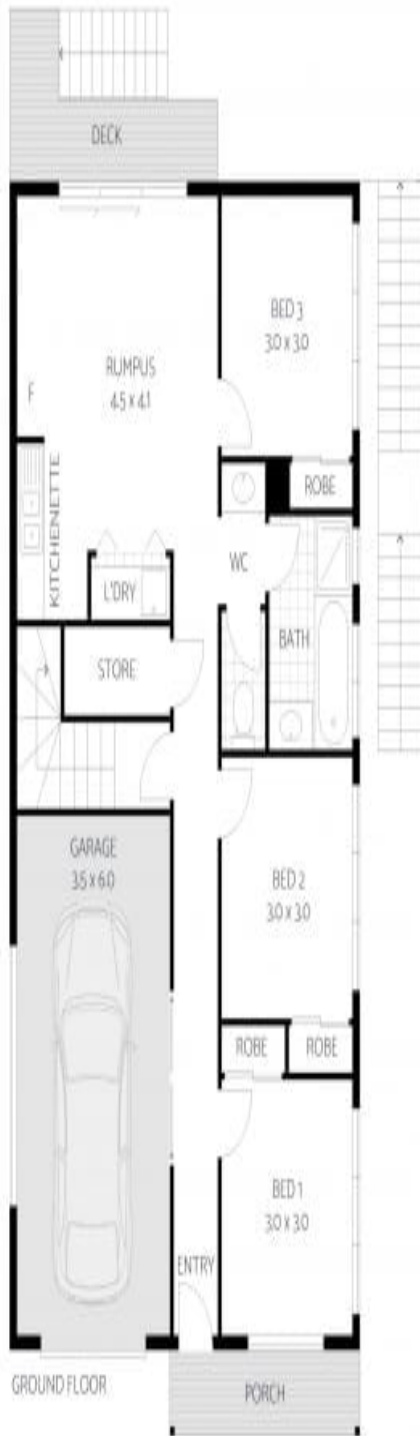 DECK
BED 3
3.0 x 3.0
RUMPUS
4.5 x 4.1
F
KITCHENETTE
ROBE
WC
L'DRY
BATH
STORE
GARAGE
3.5 x 6.0
BED 2
3.0 x 3.0
ROBE
ROBE
BED 1
3.0 x 3.0
ENTRY
GROUND FLOOR
PORCH